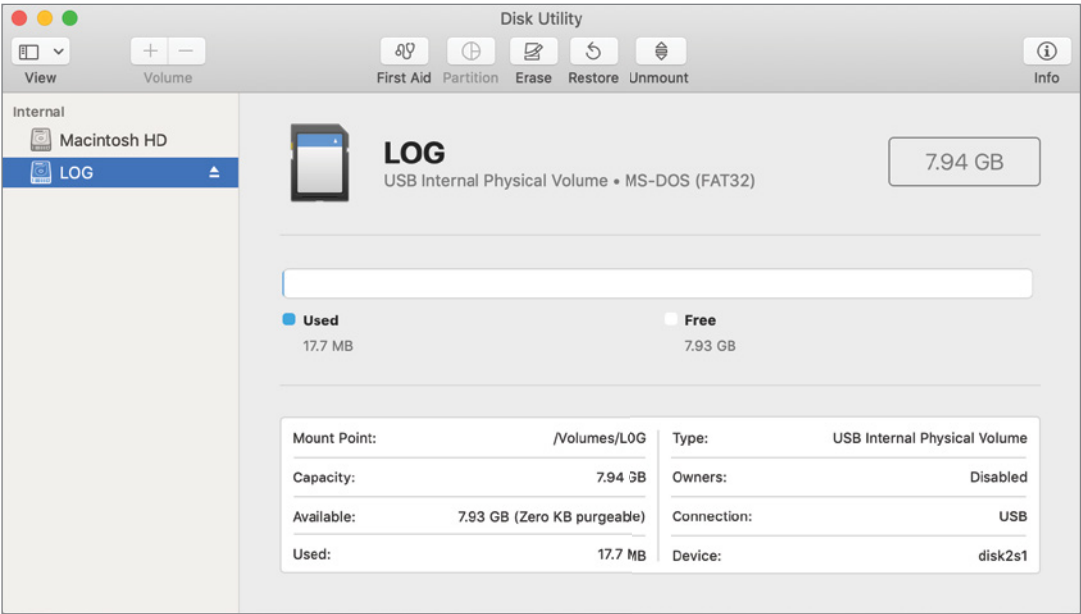 Disk Utility
View
Volume
First Aid
Partition
Erase
Restore
Unmount
Info
Internal
Macintosh HD
LOG
LOG
USB Internal Physical Volume • MS-DOS (FAT32)
7.94 GB
Used
17.7 MB
Free
7.93 GB
Mount Point: /Volumes/LOG
Capacity: 7.94 GB
Available: 7.93 GB (Zero KB purgeable)
Used: 17.7 MB
Type: USB Internal Physical Volume
Owners: Disabled
Connection: USB
Device: disk2s1